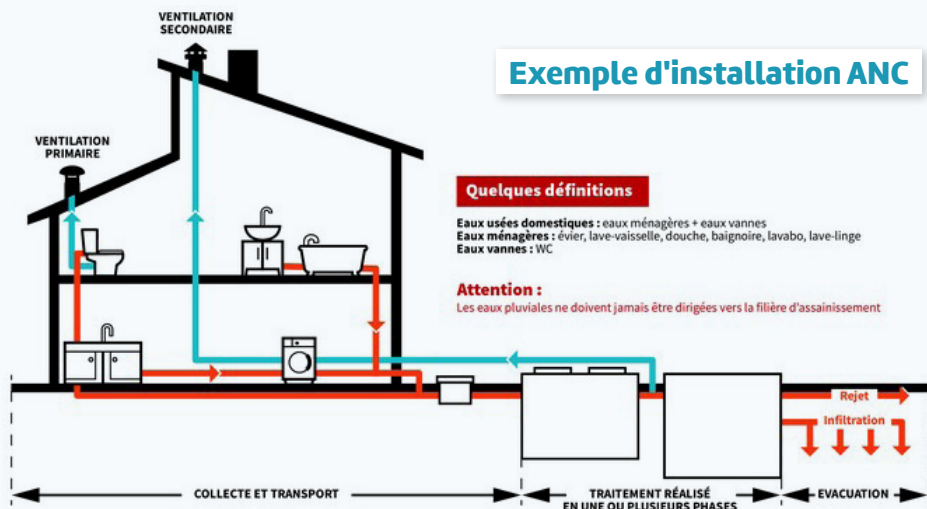 VENTILATION
SECONDAIRE
Exemple d'installation ANC
VENTILATION
PRIMAIRE
Quelques définitions
Eaux usées domestiques : eaux ménagères + eaux vannes
Eaux ménagères : évier, lave-vaisselle, douche, baignoire, lavabo, lave-linge
Eaux vannes : WC
Attention :
Les eaux pluviales ne doivent jamais être dirigées vers la filière d'assainissement
Rejet
Infiltration
COLLECTE ET TRANSPORT
TRAITEMENT RÉALISÉ
EN UNE OU PLUSIEURS PHASES
EVACUATION